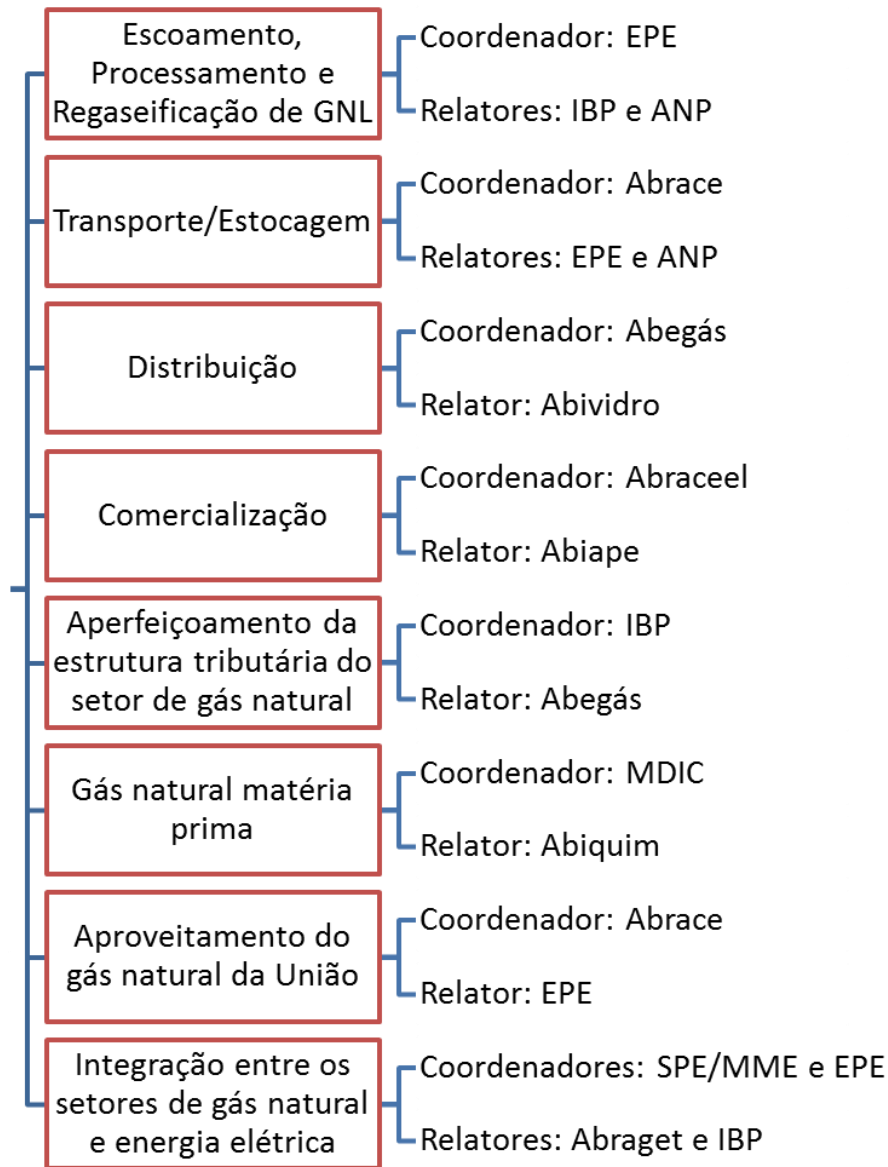 Escoamento,
Processamento e
Regaseificação de GNL
Coordenador: EPE
Relatores: IBP e ANP
Transporte/Estocagem
Coordenador: Abrace
Relatores: EPE e ANP
Distribuição
Coordenador: Abegás
Relator: Abividro
Comercialização
Coordenador: Abraceel
Relator: Abiape
Aperfeiçoamento da
estrutura tributária do
setor de gás natural
Coordenador: IBP
Relator: Abegás
Gás natural matéria
prima
Coordenador: MDIC
Relator: Abiquim
Aproveitamento do
gás natural da União
Coordenador: Abrace
Relator: EPE
Integração entre os
setores de gás natural
e energia elétrica
Coordenadores: SPE/MME e EPE
Relatores: Abraget e IBP